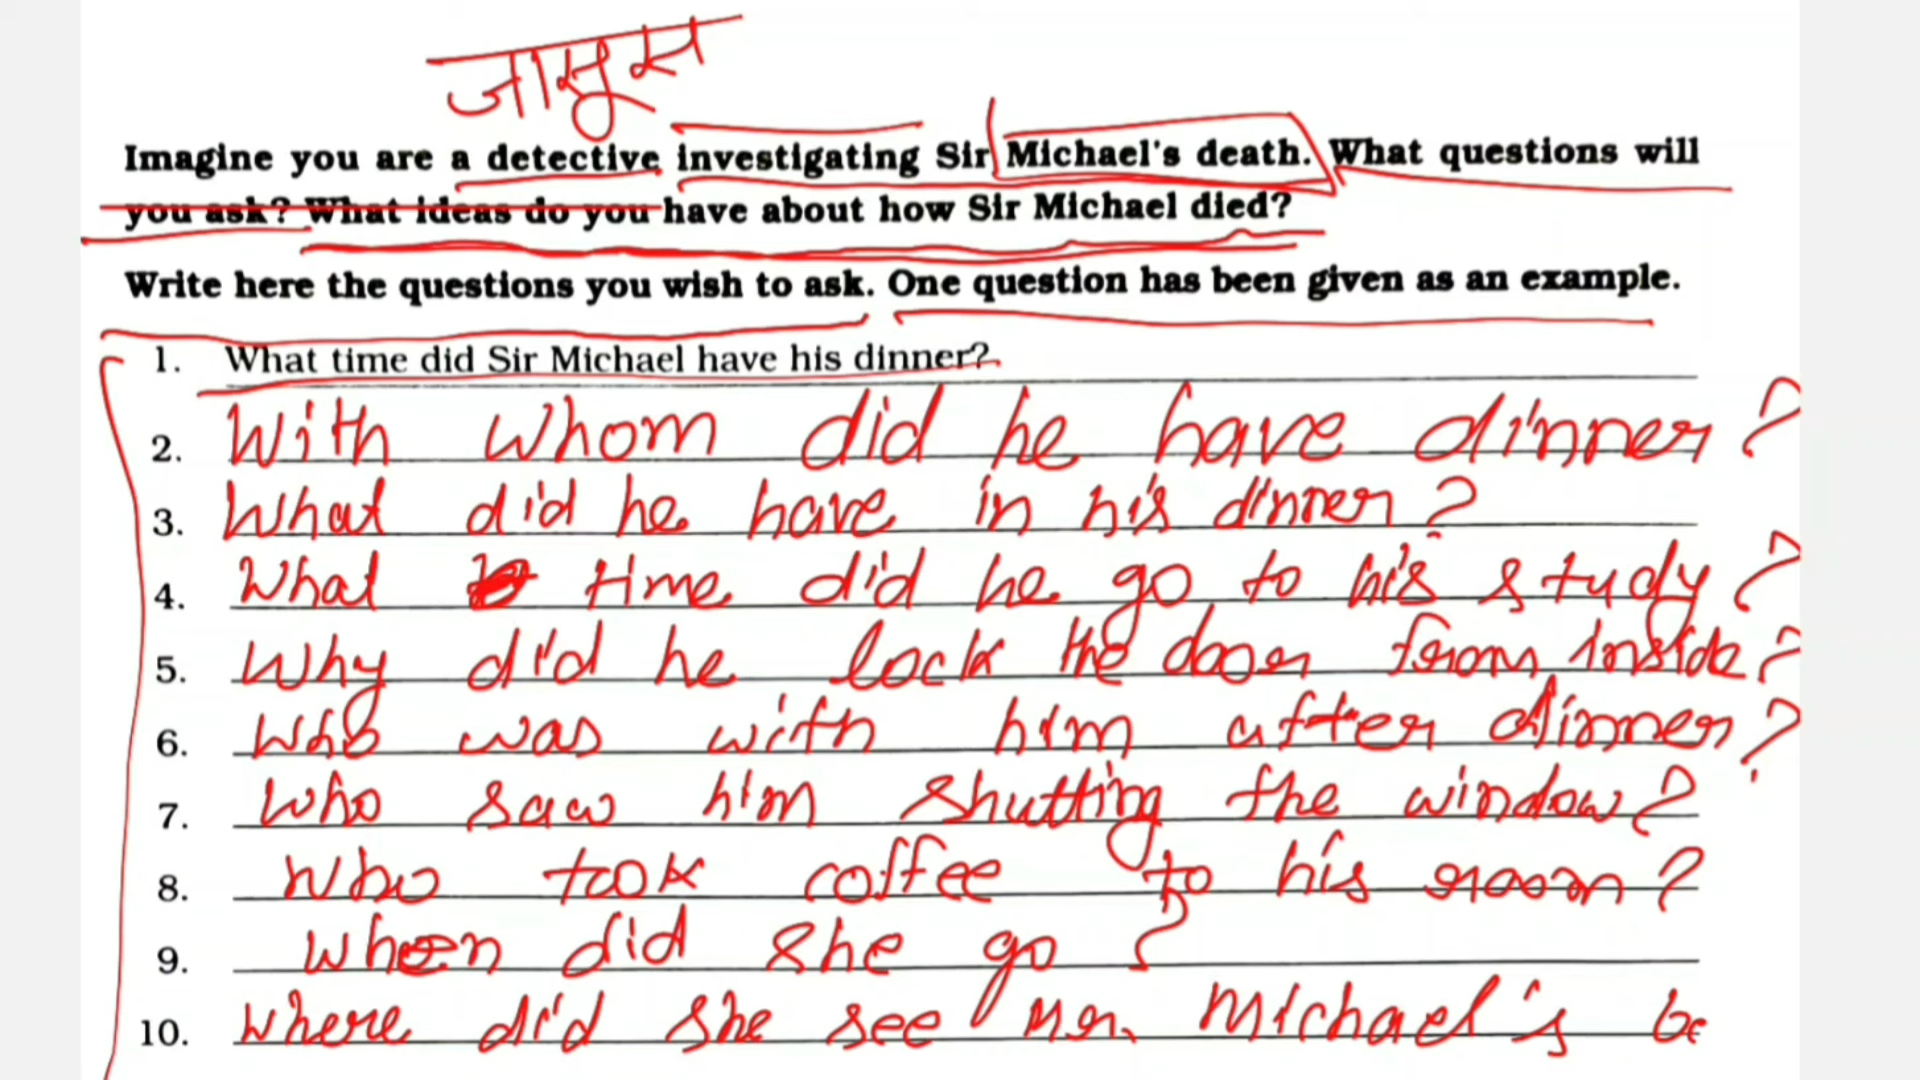 जासूस
Imagine you are a detective investigating Sir Michael's death. What questions will
you ask? What ideas do you have about how Sir Michael died?
Write here the questions you wish to ask. One question has been given as an example.
1. What time did Sir Michael have his dinner?
2. With whom did he have dinner?
3. What did he have in his dinner?
4. What time did he go to his study?
5. Why did he lock the door from inside?
6. Who was with him after dinner?
7. Who saw him shutting the window?
8. Who took coffee to his room?
9. When did she go?
10. Where did she see Mr. Michael's